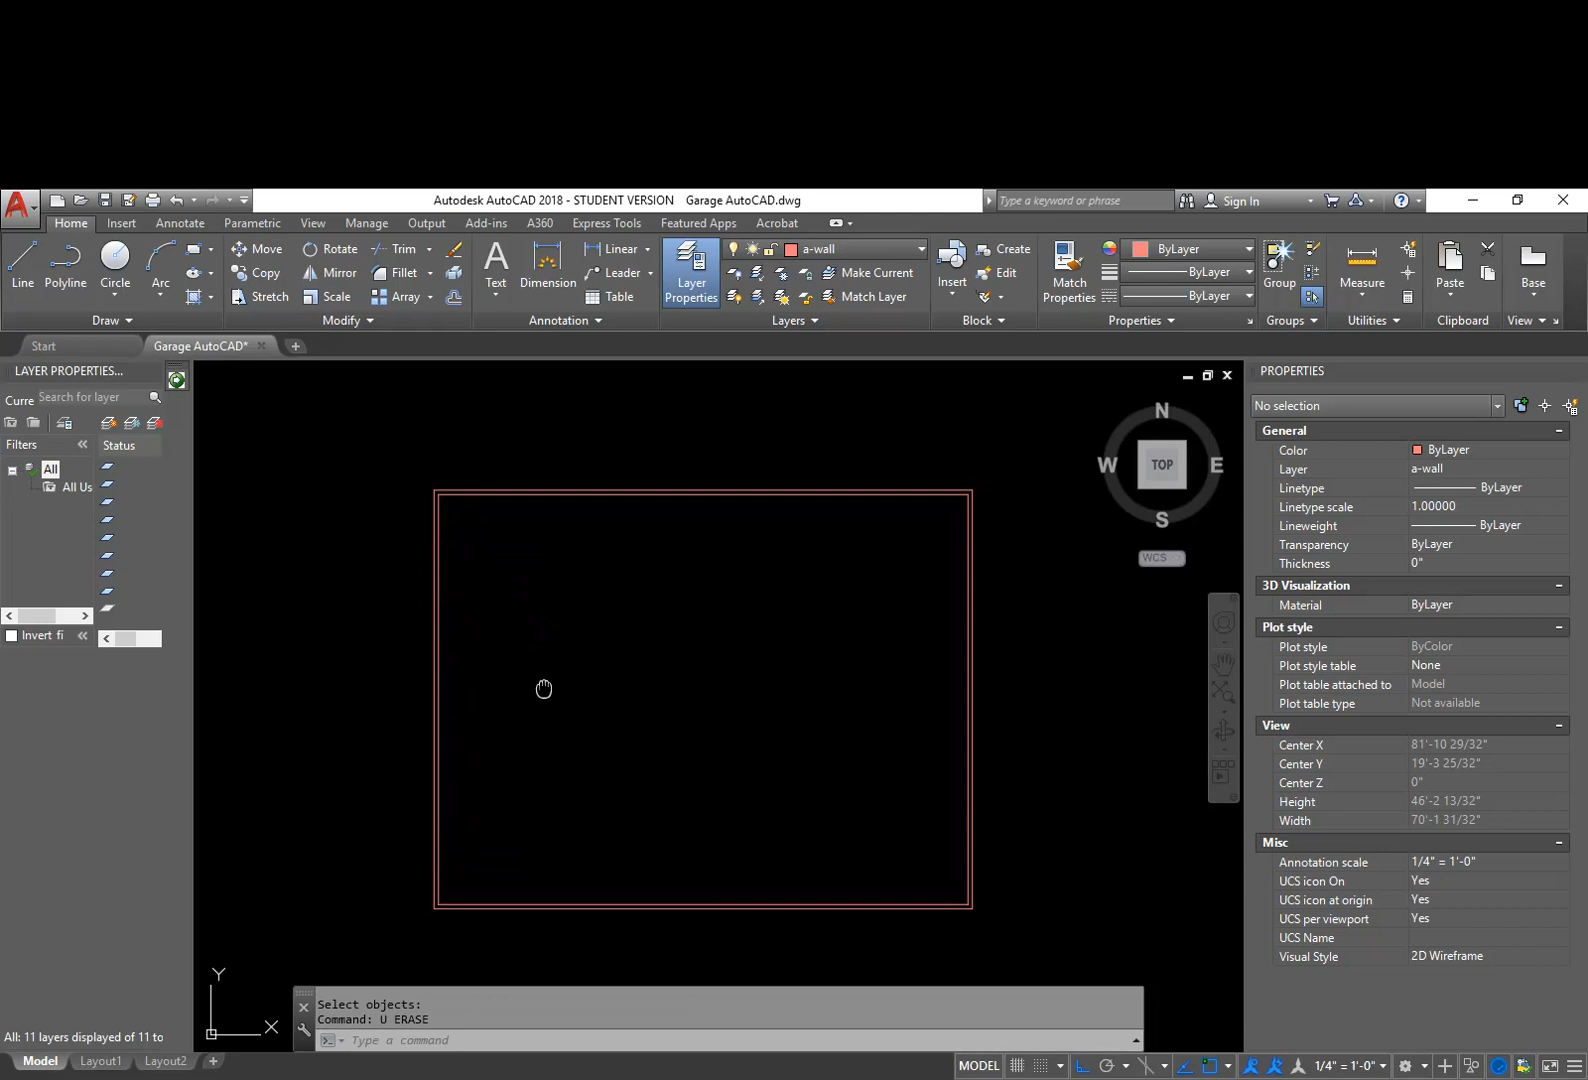 Autodesk AutoCAD 2018 - STUDENT VERSION Garage AutoCAD.dwg
Type a keyword or phrase
Sign In
Home Insert Annotate Parametric View Manage Output Add-ins A360 Express Tools Featured Apps Acrobat
Line Polyline Circle Arc
Move Rotate Trim
Copy Mirror Fillet
Stretch Scale Array
Text Dimension
Linear
Leader
Table
Layer Properties
a-wall
Make Current
Match Layer
Insert
Create
Edit
Match Properties
ByLayer
ByLayer
ByLayer
Group
Measure
Paste
Base
Draw Modify Annotation Layers Block Properties Groups Utilities Clipboard View
Start Garage AutoCAD*
LAYER PROPERTIES...
Curre Search for layer
Filters Status
All
All Us
Invert fi
All: 11 layers displayed of 11 to
N
W TOP E
S
WCS
Y
X
Select objects:
Command: U ERASE
Type a command
PROPERTIES
No selection
General
Color ByLayer
Layer a-wall
Linetype ByLayer
Linetype scale 1.00000
Lineweight ByLayer
Transparency ByLayer
Thickness 0"
3D Visualization
Material ByLayer
Plot style
Plot style ByColor
Plot style table None
Plot table attached to Model
Plot table type Not available
View
Center X 81'-10 29/32"
Center Y 19'-3 25/32"
Center Z 0"
Height 46'-2 13/32"
Width 70'-1 31/32"
Misc
Annotation scale 1/4" = 1'-0"
UCS icon On Yes
UCS icon at origin Yes
UCS per viewport Yes
UCS Name
Visual Style 2D Wireframe
Model Layout1 Layout2
MODEL 1/4" = 1'-0"